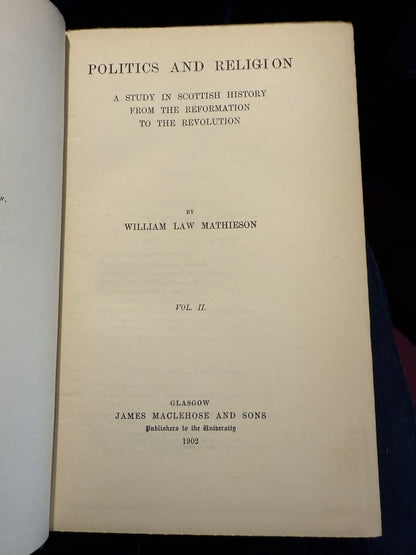 POLITICS AND RELIGION
A STUDY IN SCOTTISH HISTORY
FROM THE REFORMATION
TO THE REVOLUTION
BY
WILLIAM LAW MATHIESON
VOL. II.
GLASGOW
JAMES MACLEHOSE AND SONS
Publishers to the University
1902